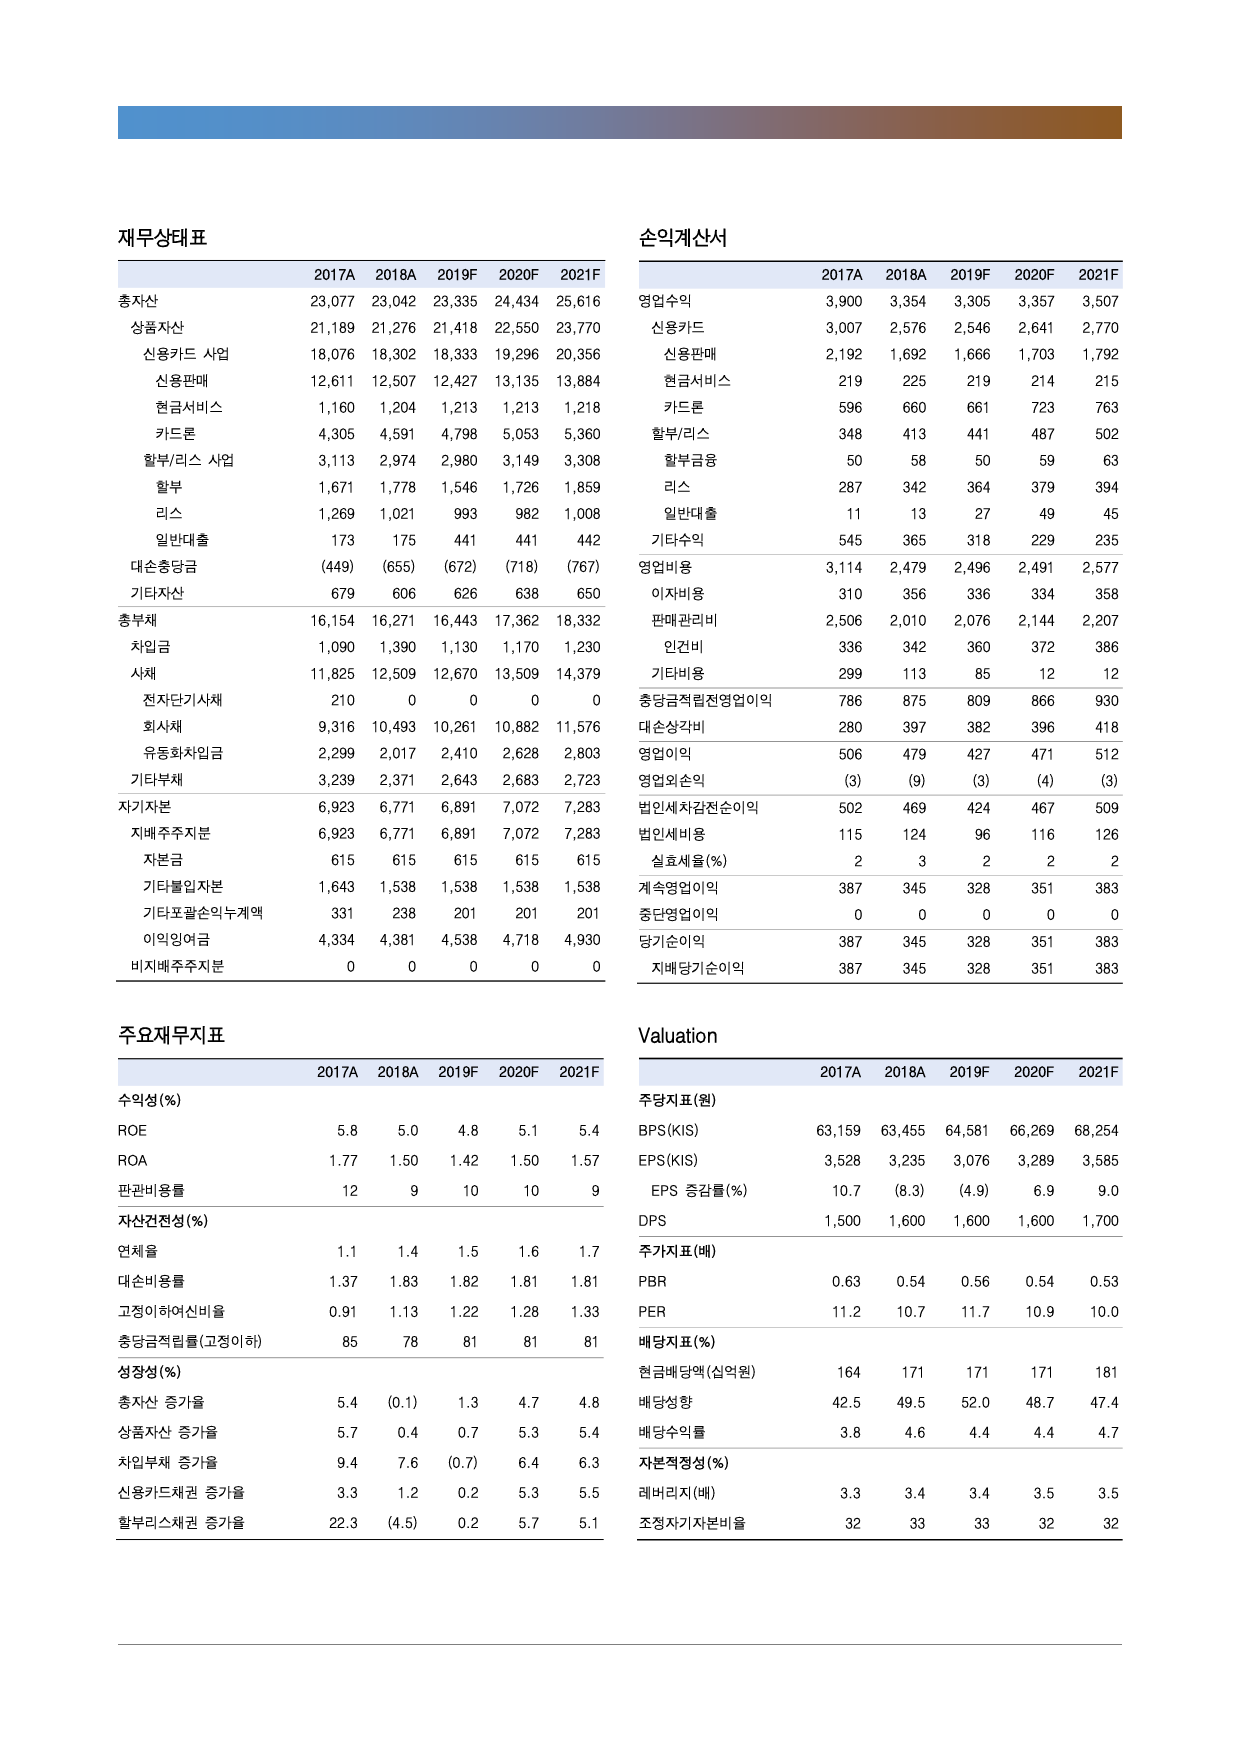 재무상태표
2017A 2018A 2019F 2020F 2021F
총자산 23,077 23,042 23,335 24,434 25,616
상품자산 21,189 21,276 21,418 22,550 23,770
신용카드 사업 18,076 18,302 18,333 19,296 20,356
신용판매 12,611 12,507 12,427 13,135 13,884
현금서비스 1,160 1,204 1,213 1,213 1,218
카드론 4,305 4,591 4,798 5,053 5,360
할부/리스 사업 3,113 2,974 2,980 3,149 3,308
할부 1,671 1,778 1,546 1,726 1,859
리스 1,269 1,021 993 982 1,008
일반대출 173 175 441 441 442
대손충당금 (449) (655) (672) (718) (767)
기타자산 679 606 626 638 650
총부채 16,154 16,271 16,443 17,362 18,332
차입금 1,090 1,390 1,130 1,170 1,230
사채 11,825 12,509 12,670 13,509 14,379
전자단기사채 210 0 0 0 0
회사채 9,316 10,493 10,261 10,882 11,576
유동화차입금 2,299 2,017 2,410 2,628 2,803
기타부채 3,239 2,371 2,643 2,683 2,723
자기자본 6,923 6,771 6,891 7,072 7,283
지배주주지분 6,923 6,771 6,891 7,072 7,283
자본금 615 615 615 615 615
기타불입자본 1,643 1,538 1,538 1,538 1,538
기타포괄손익누계액 331 238 201 201 201
이익잉여금 4,334 4,381 4,538 4,718 4,930
비지배주주지분 0 0 0 0 0
손익계산서
2017A 2018A 2019F 2020F 2021F
영업수익 3,900 3,354 3,305 3,357 3,507
신용카드 3,007 2,576 2,546 2,641 2,770
신용판매 2,192 1,692 1,666 1,703 1,792
현금서비스 219 225 219 214 215
카드론 596 660 661 723 763
할부/리스 348 413 441 487 502
할부금융 50 58 50 59 63
리스 287 342 364 379 394
일반대출 11 13 27 49 45
기타수익 545 365 318 229 235
영업비용 3,114 2,479 2,496 2,491 2,577
이자비용 310 356 336 334 358
판매관리비 2,506 2,010 2,076 2,144 2,207
인건비 336 342 360 372 386
기타비용 299 113 85 12 12
충당금적립전영업이익 786 875 809 866 930
대손상각비 280 397 382 396 418
영업이익 506 479 427 471 512
영업외손익 (3) (9) (3) (4) (3)
법인세차감전순이익 502 469 424 467 509
법인세비용 115 124 96 116 126
실효세율(%) 2 3 2 2 2
계속영업이익 387 345 328 351 383
중단영업이익 0 0 0 0 0
당기순이익 387 345 328 351 383
지배당기순이익 387 345 328 351 383
주요재무지표
2017A 2018A 2019F 2020F 2021F
수익성(%)
ROE 5.8 5.0 4.8 5.1 5.4
ROA 1.77 1.50 1.42 1.50 1.57
판관비용률 12 9 10 10 9
자산건전성(%)
연체율 1.1 1.4 1.5 1.6 1.7
대손비용률 1.37 1.83 1.82 1.81 1.81
고정이하여신비율 0.91 1.13 1.22 1.28 1.33
충당금적립률(고정이하) 85 78 81 81 81
성장성(%)
총자산 증가율 5.4 (0.1) 1.3 4.7 4.8
상품자산 증가율 5.7 0.4 0.7 5.3 5.4
차입부채 증가율 9.4 7.6 (0.7) 6.4 6.3
신용카드채권 증가율 3.3 1.2 0.2 5.3 5.5
할부리스채권 증가율 22.3 (4.5) 0.2 5.7 5.1
Valuation
2017A 2018A 2019F 2020F 2021F
주당지표(원)
BPS(KIS) 63,159 63,455 64,581 66,269 68,254
EPS(KIS) 3,528 3,235 3,076 3,289 3,585
EPS 증감률(%) 10.7 (8.3) (4.9) 6.9 9.0
DPS 1,500 1,600 1,600 1,600 1,700
주가지표(배)
PBR 0.63 0.54 0.56 0.54 0.53
PER 11.2 10.7 11.7 10.9 10.0
배당지표(%)
현금배당액(십억원) 164 171 171 171 181
배당성향 42.5 49.5 52.0 48.7 47.4
배당수익률 3.8 4.6 4.4 4.4 4.7
자본적정성(%)
레버리지(배) 3.3 3.4 3.4 3.5 3.5
조정자기자본비율 32 33 33 32 32